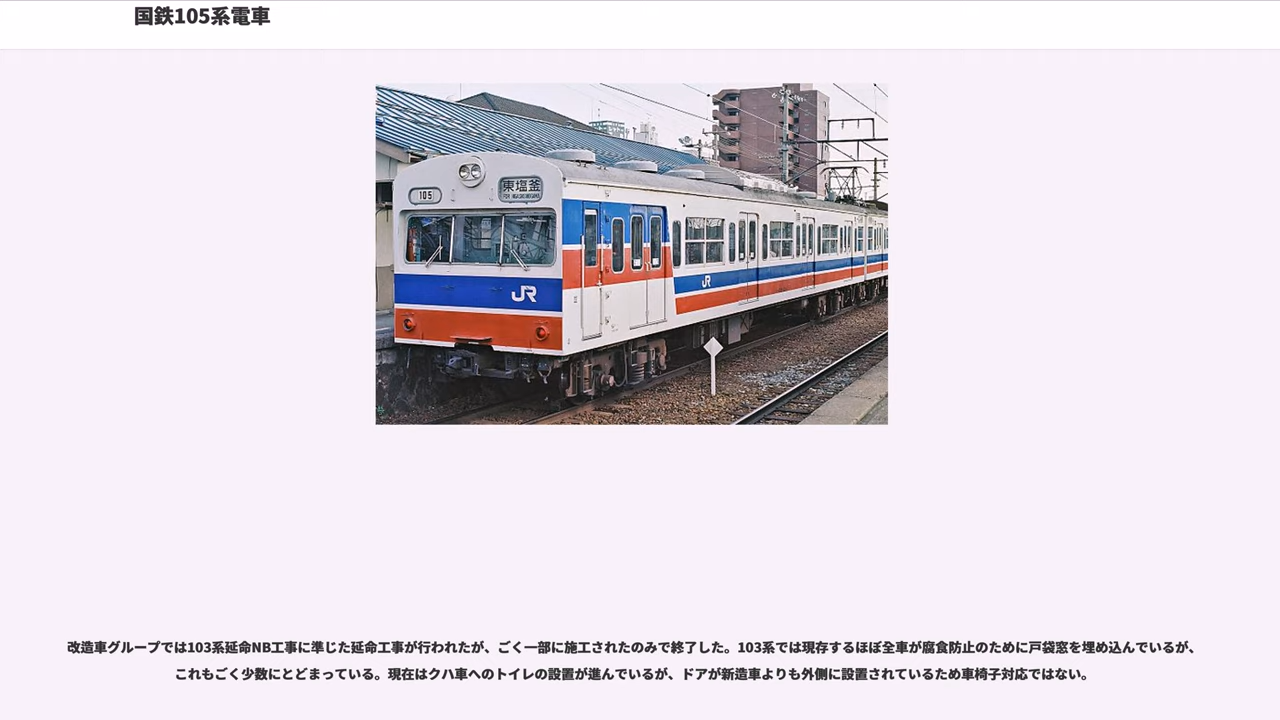 国鉄105系電車
105
東塩釜
JR
JR
改造車グループでは103系延命NB工事に準じた延命工事が行われたが、ごく一部に施工されたのみで終了した。103系では現存するほぼ全車が腐食防止のために戸袋窓を埋め込んでいるが、
これもごく少数にとどまっている。現在はクハ車へのトイレの設置が進んでいるが、ドアが新造車よりも外側に設置されているため車椅子対応ではない。